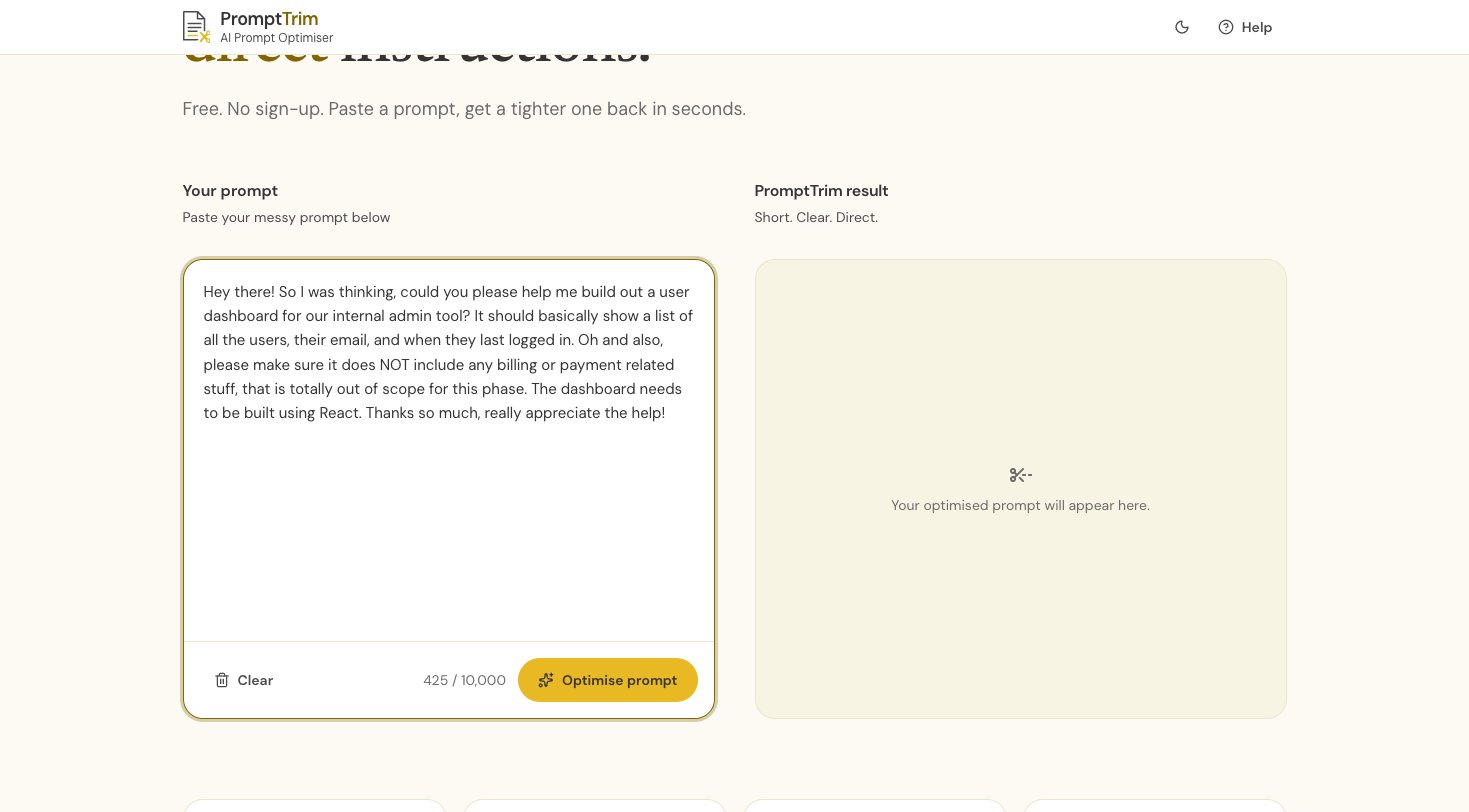 PromptTrim
AI Prompt Optimiser
Help
direct instructions.
Free. No sign-up. Paste a prompt, get a tighter one back in seconds.
Your prompt
Paste your messy prompt below
Hey there! So I was thinking, could you please help me build out a user
dashboard for our internal admin tool? It should basically show a list of
all the users, their email, and when they last logged in. Oh and also,
please make sure it does NOT include any billing or payment related
stuff, that is totally out of scope for this phase. The dashboard needs
to be built using React. Thanks so much, really appreciate the help!
Clear
425 / 10,000
Optimise prompt
PromptTrim result
Short. Clear. Direct.
Your optimised prompt will appear here.